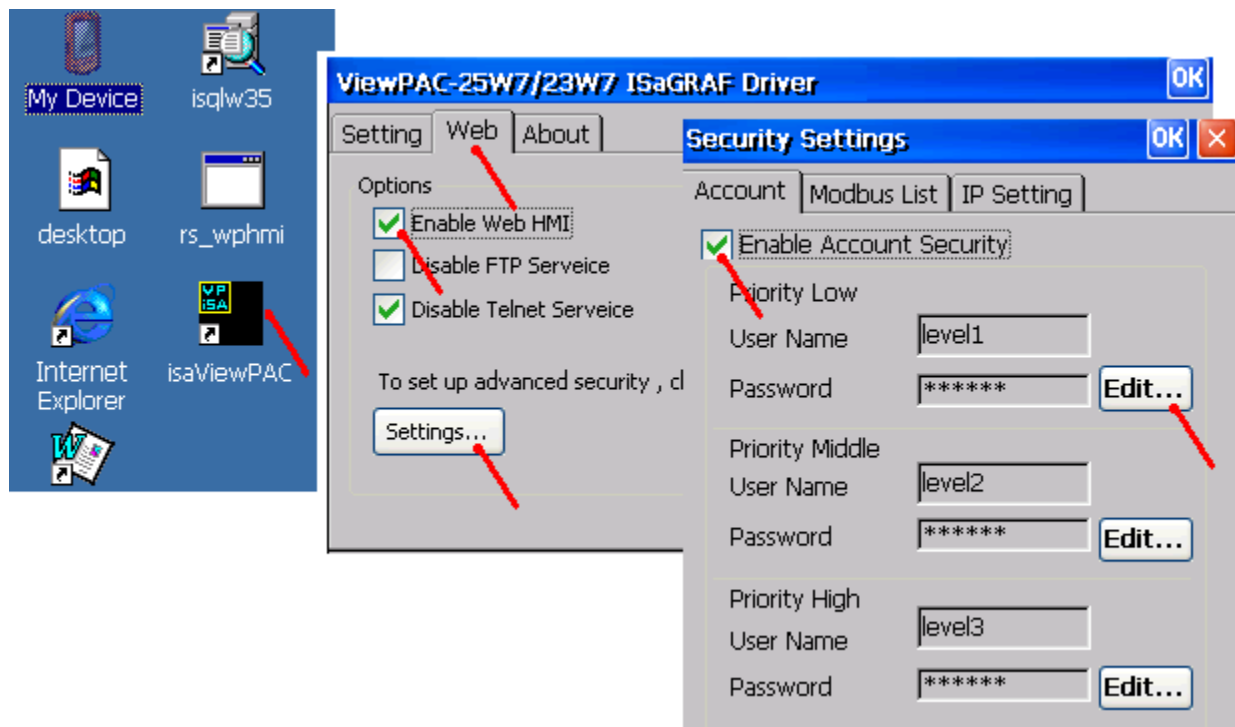 My Device
isqlw35
desktop
rs_wphmi
VP
iSA
Internet
Explorer
isaViewPAC
W
ViewPAC-25W7/23W7 ISaGRAF Driver
OK
Setting
Web
About
Options
Enable Web HMI
Disable FTP Serveice
Disable Telnet Serveice
To set up advanced security , cl
Settings...
Security Settings
OK
Account
Modbus List
IP Setting
Enable Account Security
Priority Low
User Name
level1
Password
******
Edit...
Priority Middle
User Name
level2
Password
******
Edit...
Priority High
User Name
level3
Password
******
Edit...